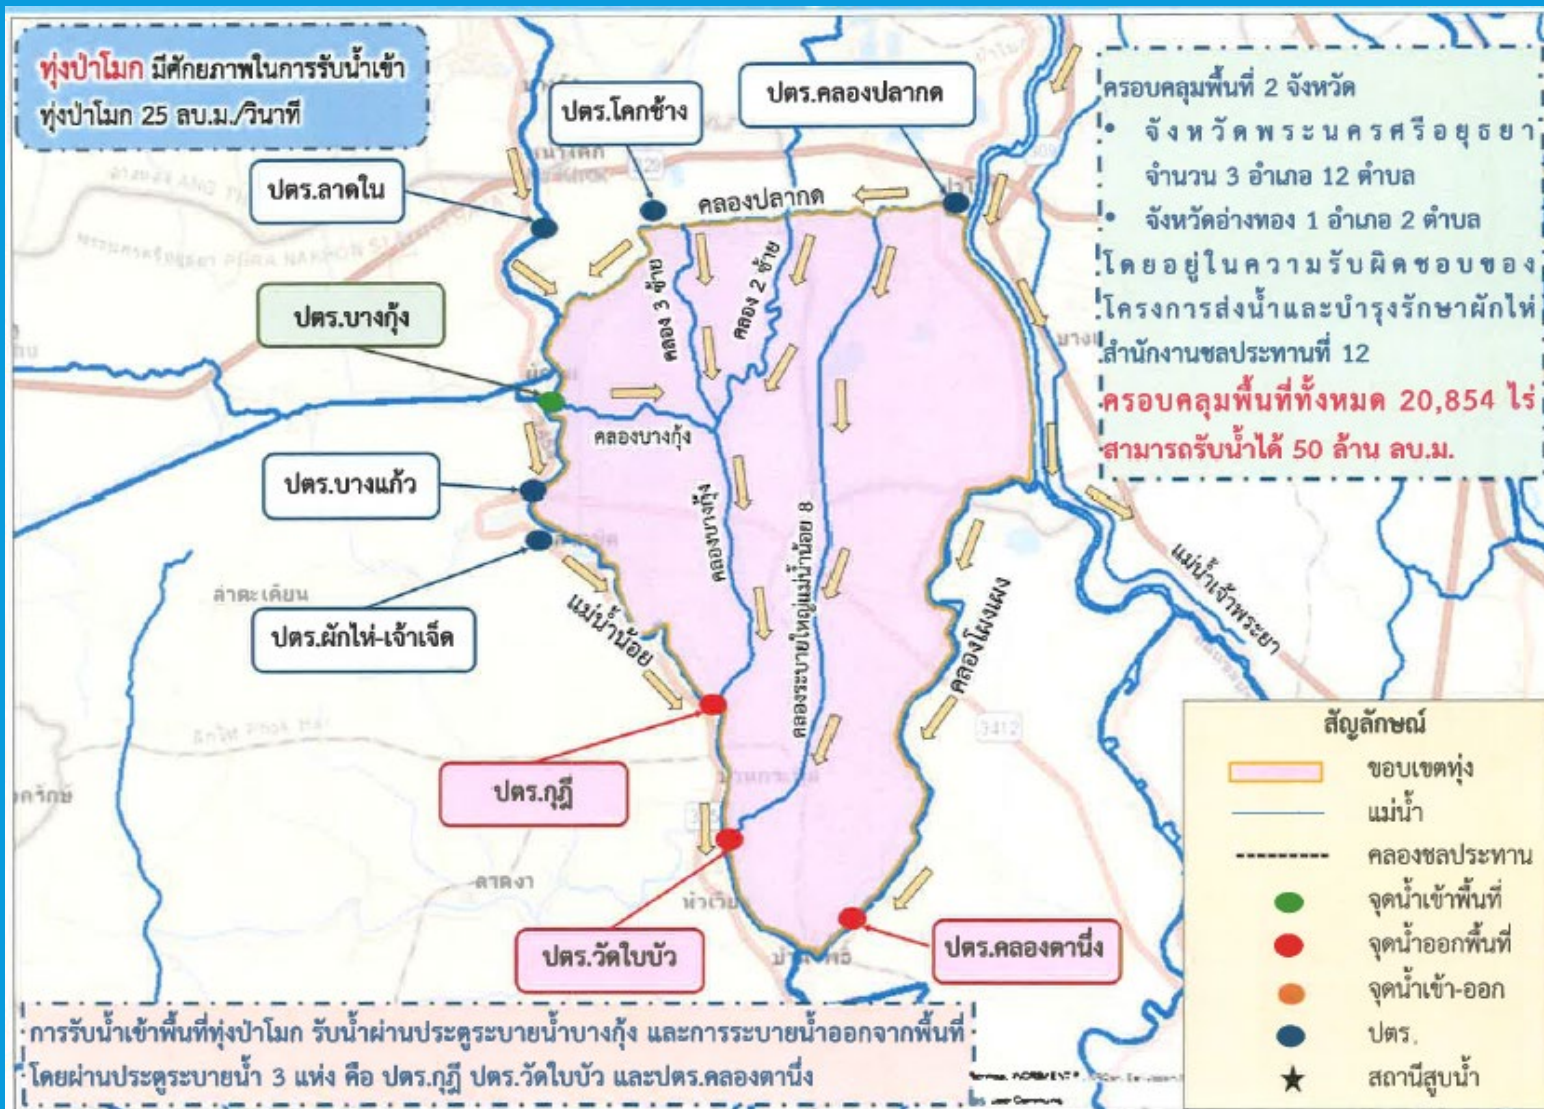 ทุ่งป่าโมก มีศักยภาพในการรับน้ำเข้า
ทุ่งป่าโมก 25 ลบ.ม./วินาที
ปตร.ลาดใน
ปตร.โคกช้าง
ปตร.คลองปลากด
ครอบคลุมพื้นที่ 2 จังหวัด
• จังหวัดพระนครศรีอยุธยา
จำนวน 3 อำเภอ 12 ตำบล
• จังหวัดอ่างทอง 1 อำเภอ 2 ตำบล
โดยอยู่ในความรับผิดชอบของ
โครงการส่งน้ำและบำรุงรักษาผักไห่
สำนักงานชลประทานที่ 12
ครอบคลุมพื้นที่ทั้งหมด 20,854 ไร่
สามารถรับน้ำได้ 50 ล้าน ลบ.ม.
คลองปลากด
คลอง 3 ซ้าย
คลอง 2 ซ้าย
ปตร.บางกุ้ง
คลองบางกุ้ง
ปตร.บางแก้ว
คลองบางกุ้ง
คลองระบายใหญ่แม่น้ำน้อย 8
ลำตะเคียน
ปตร.ผักไห่-เจ้าเจ็ด
แม่น้ำน้อย
คลองโผงเผง
แม่น้ำเจ้าพระยา
3412
ปตร.กุฎี
ลาดงา
หัวเวีย
ปตร.วัดใบบัว
ปตร.คลองตานึ่ง
สัญลักษณ์
ขอบเขตทุ่ง
แม่น้ำ
คลองชลประทาน
จุดน้ำเข้าพื้นที่
จุดน้ำออกพื้นที่
จุดน้ำเข้า-ออก
ปตร.
สถานีสูบน้ำ
การรับน้ำเข้าพื้นที่ทุ่งป่าโมก รับน้ำผ่านประตูระบายน้ำบางกุ้ง และการระบายน้ำออกจากพื้นที่
โดยผ่านประตูระบายน้ำ 3 แห่ง คือ ปตร.กุฎี ปตร.วัดใบบัว และปตร.คลองตานึ่ง